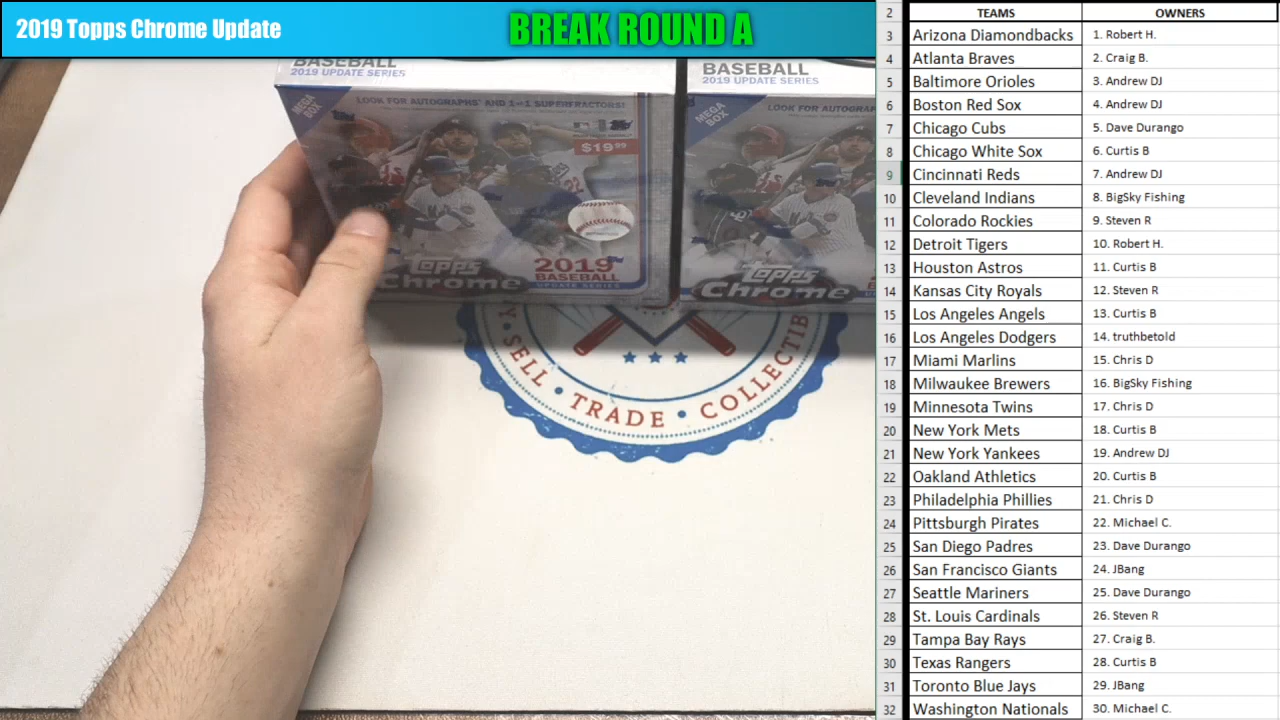 2019 Topps Chrome Update
BREAK ROUND A
BASEBALL
2019 UPDATE SERIES
BASEBALL
2019 UPDATE SERIES
MEGA BOX
LOOK FOR AUTOGRAPHS AND 1-of-1 SUPERFRACTORS!
$19.99
MEGA BOX
LOOK FOR AUTOGRA
Topps
Chrome
2019
BASEBALL
UPDATE SERIES
Topps
Chrome
SELL • TRADE • COLLECTIB
2 TEAMS OWNERS
3 Arizona Diamondbacks 1. Robert H.
4 Atlanta Braves 2. Craig B.
5 Baltimore Orioles 3. Andrew DJ
6 Boston Red Sox 4. Andrew DJ
7 Chicago Cubs 5. Dave Durango
8 Chicago White Sox 6. Curtis B
9 Cincinnati Reds 7. Andrew DJ
10 Cleveland Indians 8. BigSky Fishing
11 Colorado Rockies 9. Steven R
12 Detroit Tigers 10. Robert H.
13 Houston Astros 11. Curtis B
14 Kansas City Royals 12. Steven R
15 Los Angeles Angels 13. Curtis B
16 Los Angeles Dodgers 14. truthbetold
17 Miami Marlins 15. Chris D
18 Milwaukee Brewers 16. BigSky Fishing
19 Minnesota Twins 17. Chris D
20 New York Mets 18. Curtis B
21 New York Yankees 19. Andrew DJ
22 Oakland Athletics 20. Curtis B
23 Philadelphia Phillies 21. Chris D
24 Pittsburgh Pirates 22. Michael C.
25 San Diego Padres 23. Dave Durango
26 San Francisco Giants 24. JBang
27 Seattle Mariners 25. Dave Durango
28 St. Louis Cardinals 26. Steven R
29 Tampa Bay Rays 27. Craig B.
30 Texas Rangers 28. Curtis B
31 Toronto Blue Jays 29. JBang
32 Washington Nationals 30. Michael C.